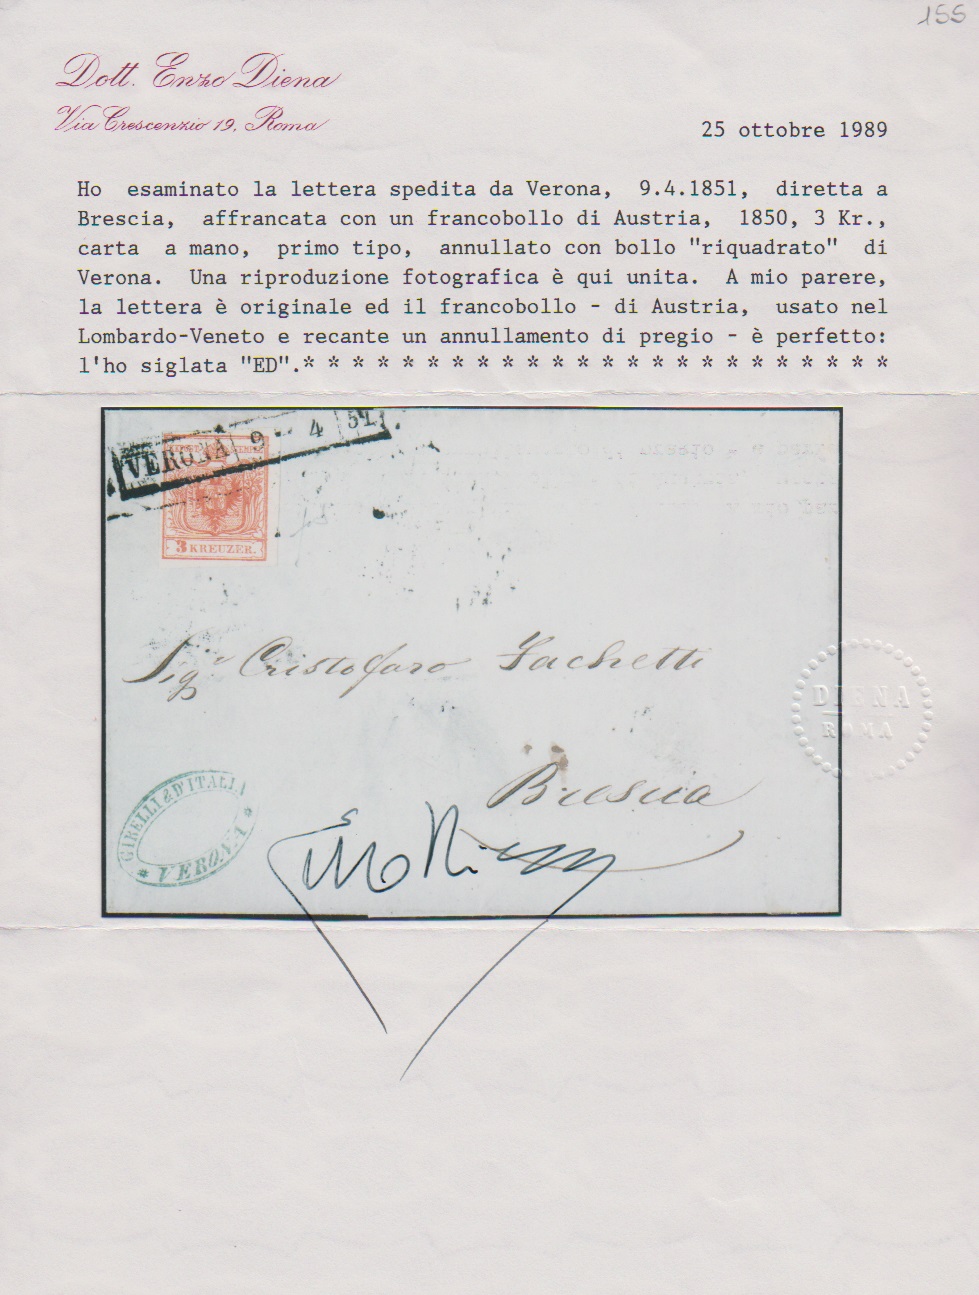 155
Dott. Enzo Diena
Via Crescenzio 19, Roma
25 ottobre 1989
Ho esaminato la lettera spedita da Verona, 9.4.1851, diretta a
Brescia, affrancata con un francobollo di Austria, 1850, 3 Kr.,
carta a mano, primo tipo, annullato con bollo "riquadrato" di
Verona. Una riproduzione fotografica è qui unita. A mio parere,
la lettera è originale ed il francobollo - di Austria, usato nel
Lombardo-Veneto e recante un annullamento di pregio - è perfetto:
l'ho siglata "ED".* * * * * * * * * * * * * * * * * * * * * * * *
VERONA 9 4 51.
3 KREUZER.
Sigr Cristofaro Fachetti
DIENA
ROMA
Brescia
GIRELLI & D'ITALI
* VERONA *